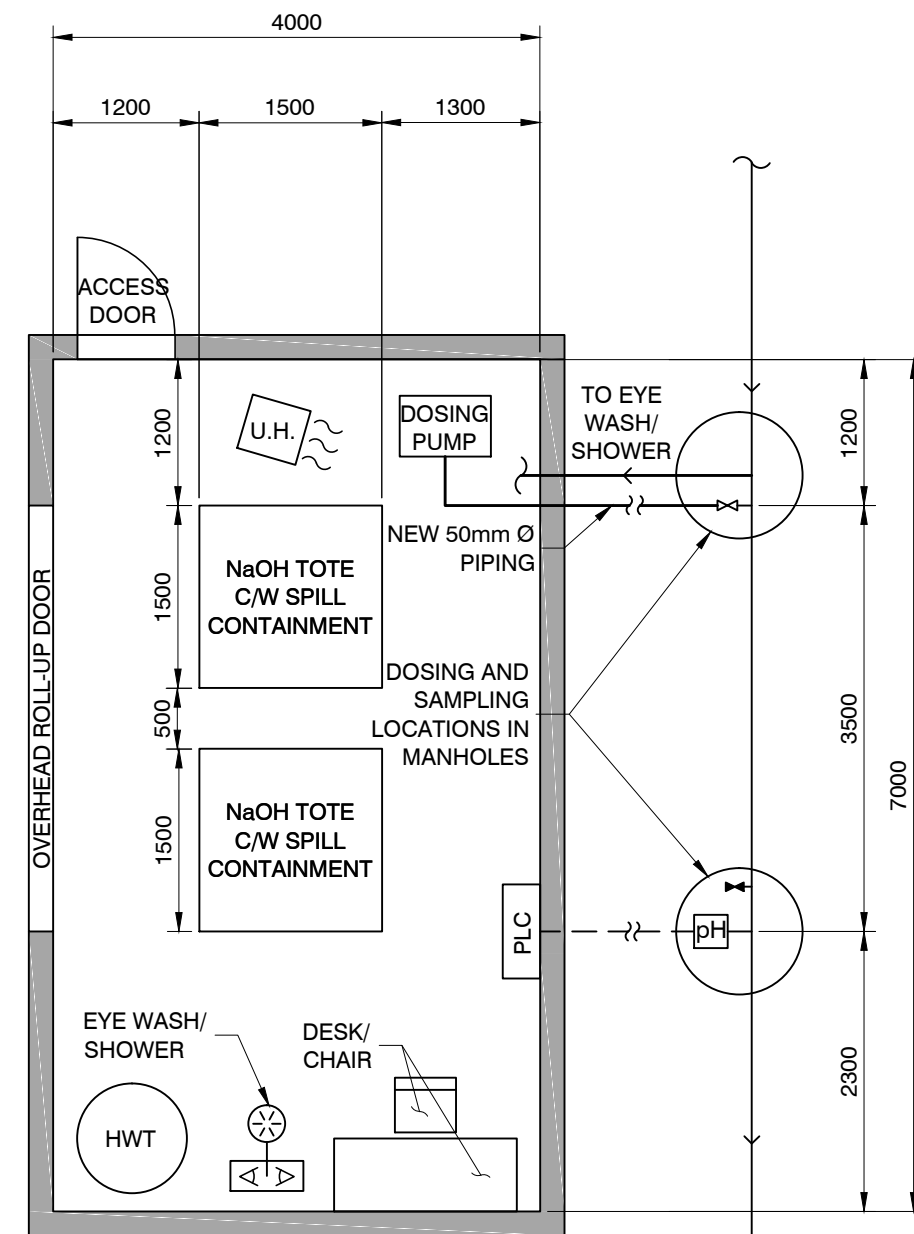 4000
1200
1500
1300
ACCESS
DOOR
1200
U.H.
DOSING
PUMP
TO EYE
WASH/
SHOWER
1200
NEW 50mm Ø
PIPING
OVERHEAD ROLL-UP DOOR
1500
NaOH TOTE
C/W SPILL
CONTAINMENT
500
DOSING AND
SAMPLING
LOCATIONS IN
MANHOLES
3500
7000
1500
NaOH TOTE
C/W SPILL
CONTAINMENT
PLC
pH
EYE WASH/
SHOWER
DESK/
CHAIR
2300
HWT